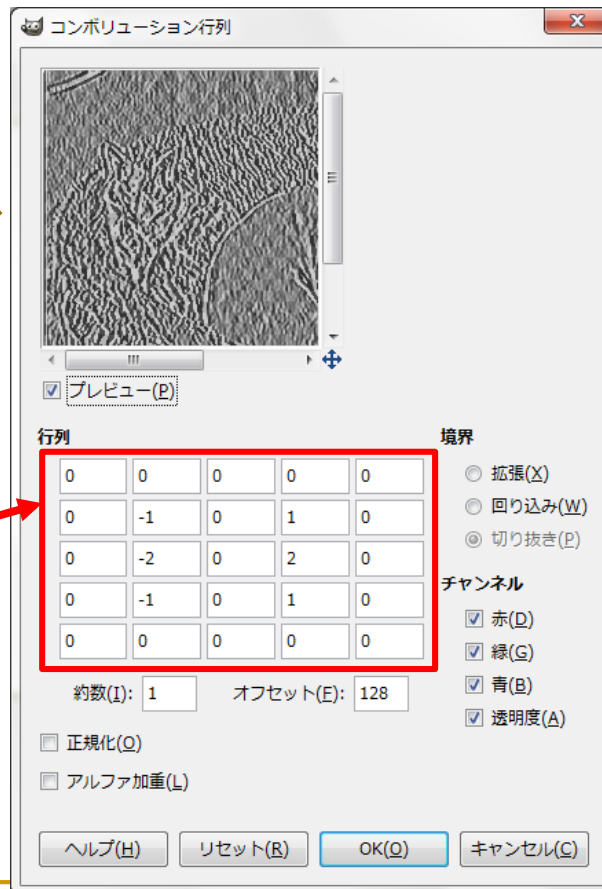 コンボリューション行列
プレビュー(P)
行列
0 0 0 0 0
0 -1 0 1 0
0 -2 0 2 0
0 -1 0 1 0
0 0 0 0 0
境界
拡張(X)
回り込み(W)
切り抜き(P)
チャンネル
赤(D)
緑(G)
青(B)
透明度(A)
約数(I): 1 オフセット(F): 128
正規化(O)
アルファ加重(L)
ヘルプ(H) リセット(R) OK(O) キャンセル(C)